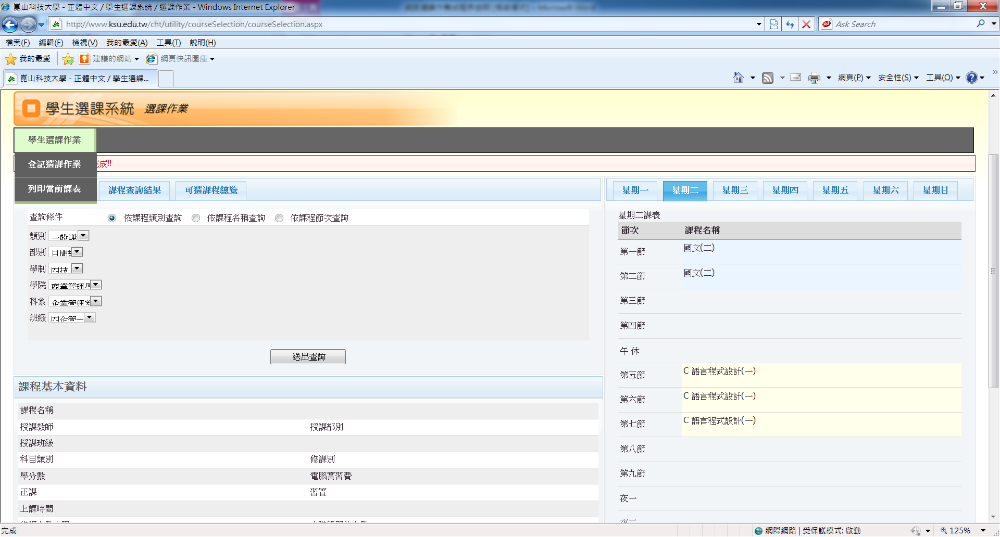 崑山科技大學 - 正體中文 / 學生選課系統 / 選課作業 - Windows Internet Explorer
http://www.ksu.edu.tw/cht/utility/courseSelection/courseSelection.aspx
Ask Search
檔案(F) 編輯(E) 檢視(V) 我的最愛(A) 工具(T) 說明(H)
我的最愛 建議的網站 網頁快訊圖庫
崑山科技大學 - 正體中文 / 學生選課...
網頁(P) 安全性(S) 工具(O)
學生選課系統 選課作業
學生選課作業
登記選課作業
成!!
列印當前課表
課程查詢結果 可選課程總覽
查詢條件 依課程類別查詢 依課程名稱查詢 依課程節次查詢
類別 一般課
部別 日間
學制 四技
學院 商業管理
科系 企業管理
班級 四企管一
送出查詢
課程基本資料
課程名稱
授課教師 授課部別
授課班級
科目類別 修課別
學分數 電腦實習費
正課 習實
上課時間
星期一 星期二 星期三 星期四 星期五 星期六 星期日
星期二課表
節次 課程名稱
第一節 國文(二)
第二節 國文(二)
第三節
第四節
午 休
第五節 C 語言程式設計(一)
第六節 C 語言程式設計(一)
第七節 C 語言程式設計(一)
第八節
第九節
夜一
完成
網際網路 | 受保護模式: 啟動
125%